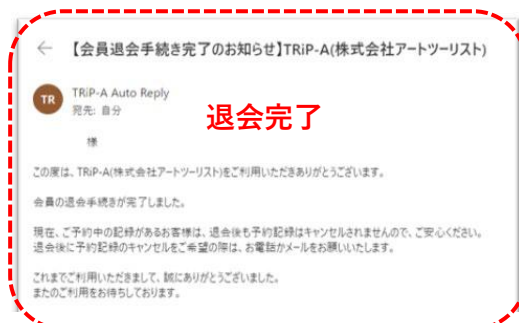 【会員退会手続き完了のお知らせ】TRiP-A(株式会社アートツーリスト)
TR
TRiP-A Auto Reply
宛先: 自分
退会完了
様
この度は、TRiP-A(株式会社アートツーリスト)をご利用いただきありがとうございます。
会員の退会手続きが完了しました。
現在、ご予約中の記録があるお客様は、退会後も予約記録はキャンセルされませんので、ご安心ください。
退会後に予約記録のキャンセルをご希望の際は、お電話かメールをお願いいたします。
これまでご利用いただきまして、誠にありがとうございました。
またのご利用をお待ちしております。